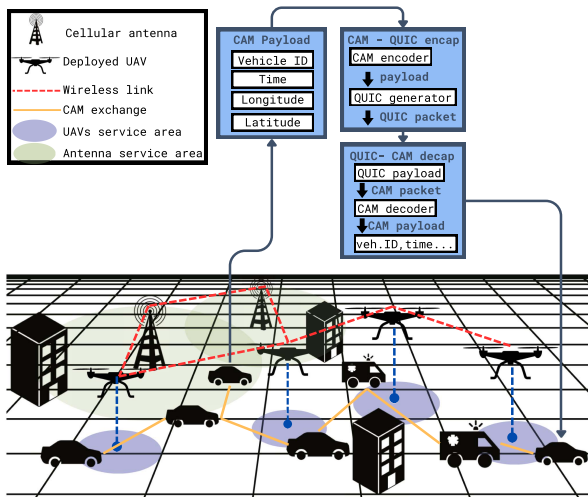 Cellular antenna
Deployed UAV
Wireless link
CAM exchange
UAVs service area
Antenna service area
CAM Payload
Vehicle ID
Time
Longitude
Latitude
CAM - QUIC encap
CAM encoder
payload
QUIC generator
QUIC packet
QUIC- CAM decap
QUIC payload
CAM packet
CAM decoder
CAM payload
veh.ID,time...